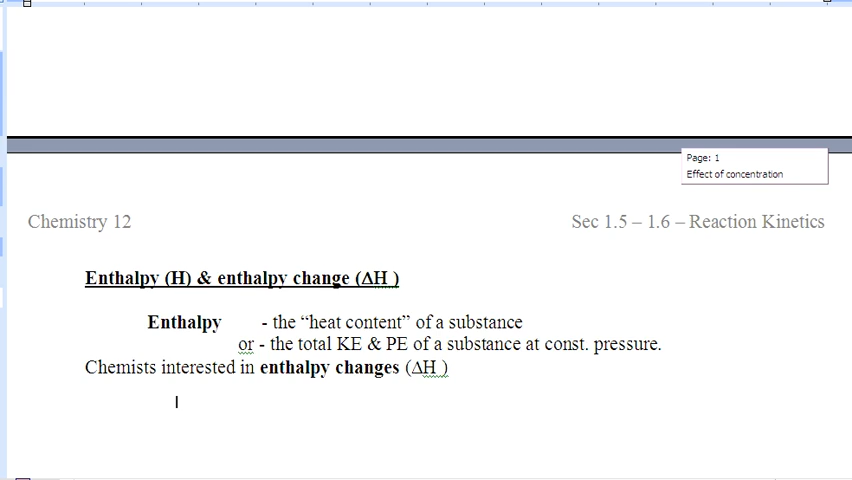 Page: 1
Effect of concentration
Chemistry 12
Sec 1.5 – 1.6 – Reaction Kinetics
Enthalpy (H) & enthalpy change (ΔH )
Enthalpy - the “heat content” of a substance
or - the total KE & PE of a substance at const. pressure.
Chemists interested in enthalpy changes (ΔH )